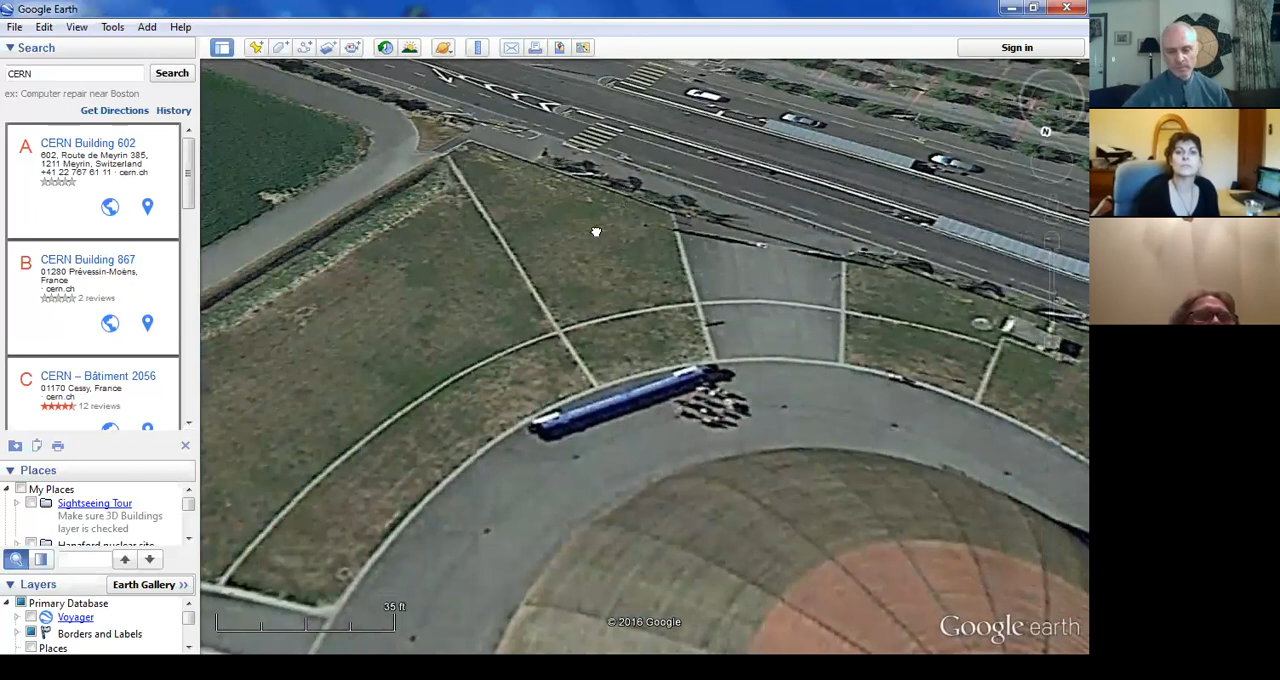 Google Earth
File Edit View Tools Add Help
Search
Sign in
CERN
Search
ex: Computer repair near Boston
Get Directions History
A
CERN Building 602
602, Route de Meyrin 385,
1211 Meyrin, Switzerland
+41 22 767 61 11 · cern.ch
B
CERN Building 867
01280 Prévessin-Moëns,
France
· cern.ch
2 reviews
C
CERN – Bâtiment 2056
01170 Cessy, France
· cern.ch
12 reviews
Places
My Places
Sightseeing Tour
Make sure 3D Buildings
layer is checked
Hanaford nuclear site
Layers
Earth Gallery >>
Primary Database
Voyager
Borders and Labels
Places
N
35 ft
© 2016 Google
Google earth